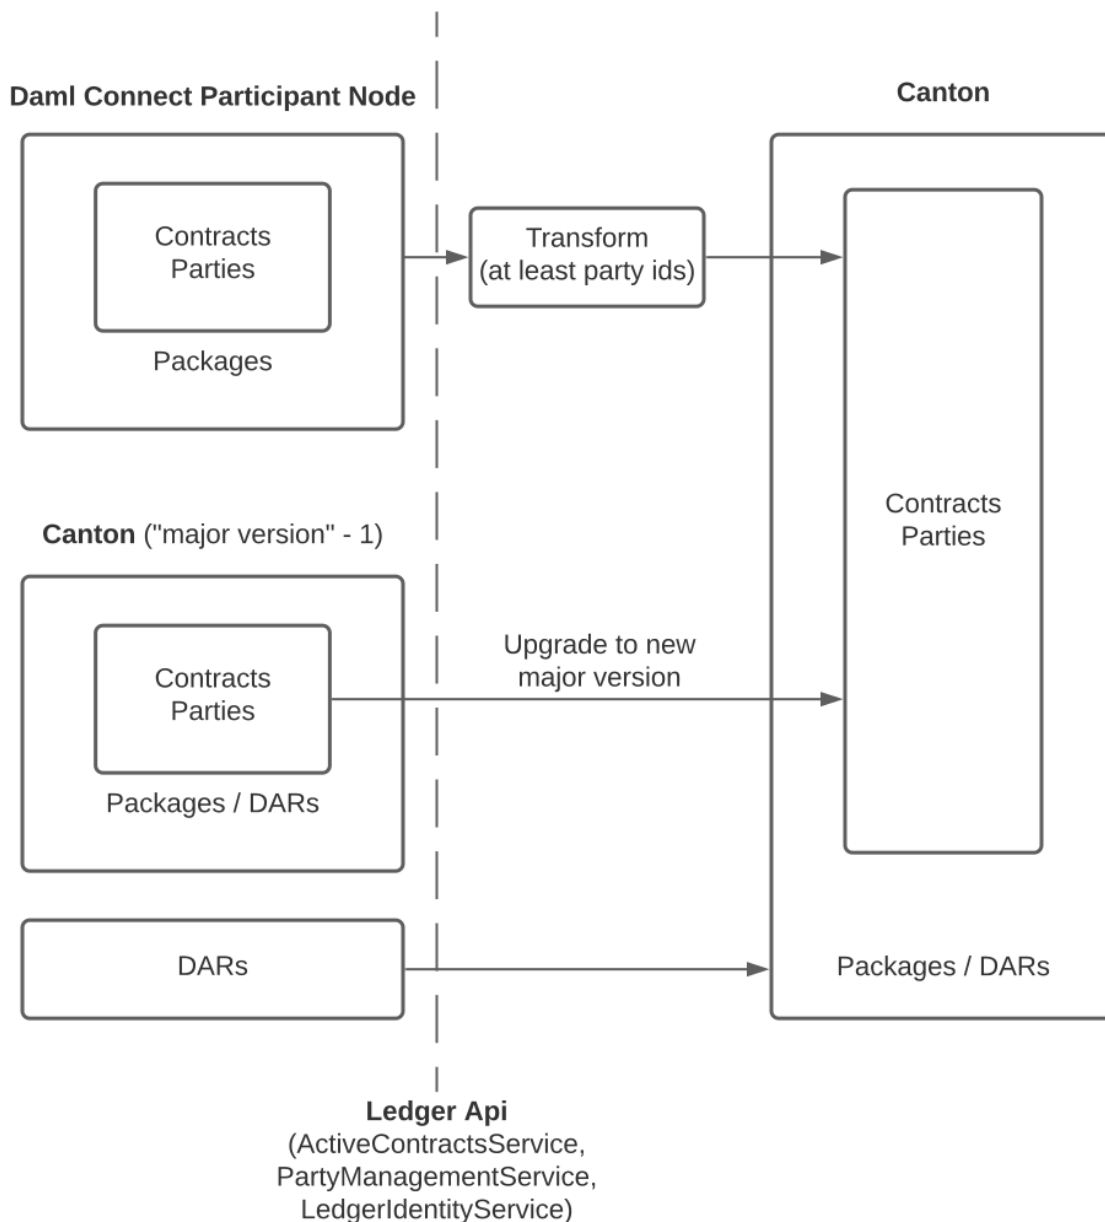 Daml Connect Participant Node
Canton
Contracts
Parties
Packages
Transform
(at least party ids)
Contracts
Parties
Canton ("major version" - 1)
Contracts
Parties
Packages / DARs
Upgrade to new
major version
DARs
Packages / DARs
Ledger Api
(ActiveContractsService,
PartyManagementService,
LedgerIdentityService)